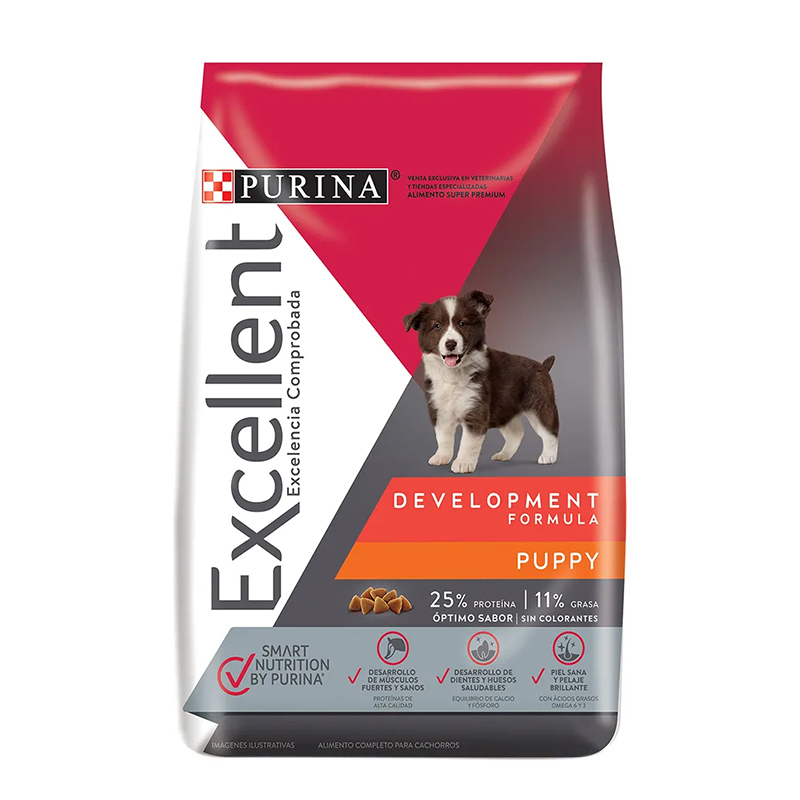 PURINA®
VENTA EXCLUSIVA EN VETERINARIAS
Y TIENDAS ESPECIALIZADAS
ALIMENTO SUPER PREMIUM
Excellent
Excelencia Comprobada
DEVELOPMENT
FORMULA
PUPPY
25% PROTEÍNA | 11% GRASA
ÓPTIMO SABOR | SIN COLORANTES
SMART
NUTRITION
BY PURINA®
DESARROLLO
DE MÚSCULOS
FUERTES Y SANOS
PROTEÍNAS DE
ALTA CALIDAD
DESARROLLO DE
DIENTES Y HUESOS
SALUDABLES
EQUILIBRIO DE CALCIO
Y FÓSFORO
PIEL SANA
Y PELAJE
BRILLANTE
CON ÁCIDOS GRASOS
OMEGA 6 Y 3
IMAGENES ILUSTRATIVAS
ALIMENTO COMPLETO PARA CACHORROS